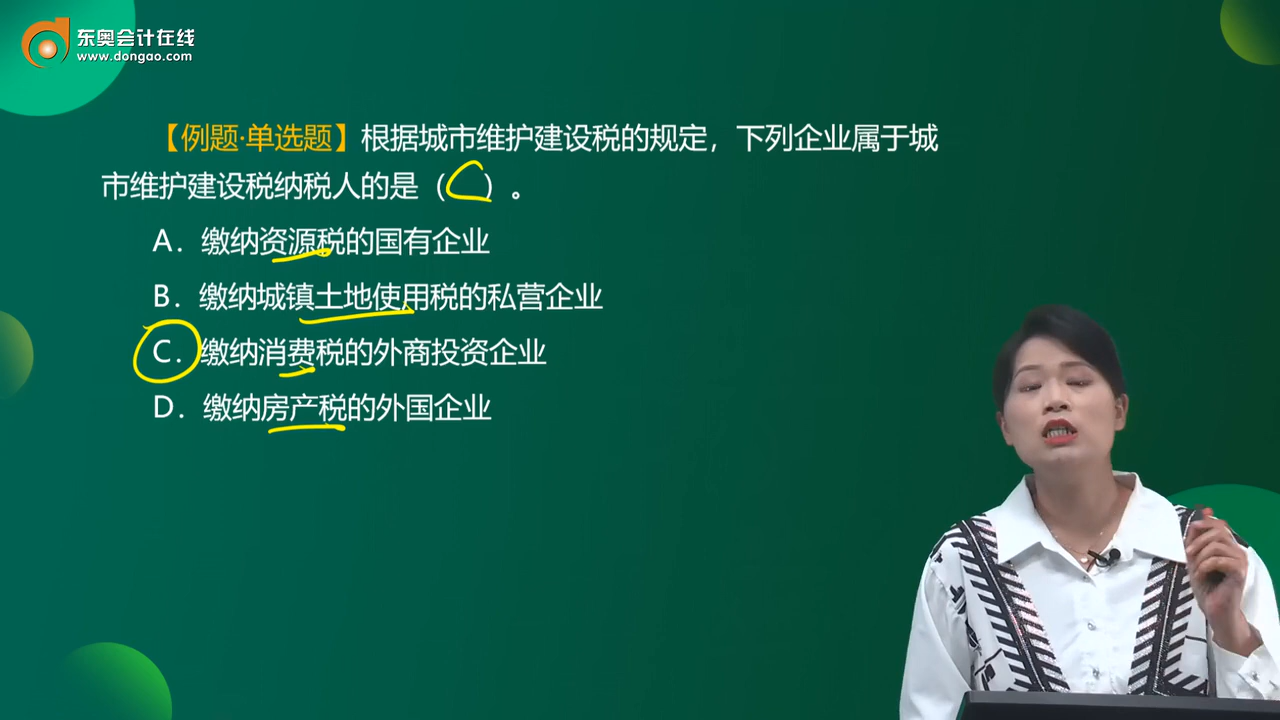 东奥会计在线
www.dongao.com
【例题·单选题】根据城市维护建设税的规定，下列企业属于城
市维护建设税纳税人的是（C）。
A．缴纳资源税的国有企业
B．缴纳城镇土地使用税的私营企业
C．缴纳消费税的外商投资企业
D．缴纳房产税的外国企业